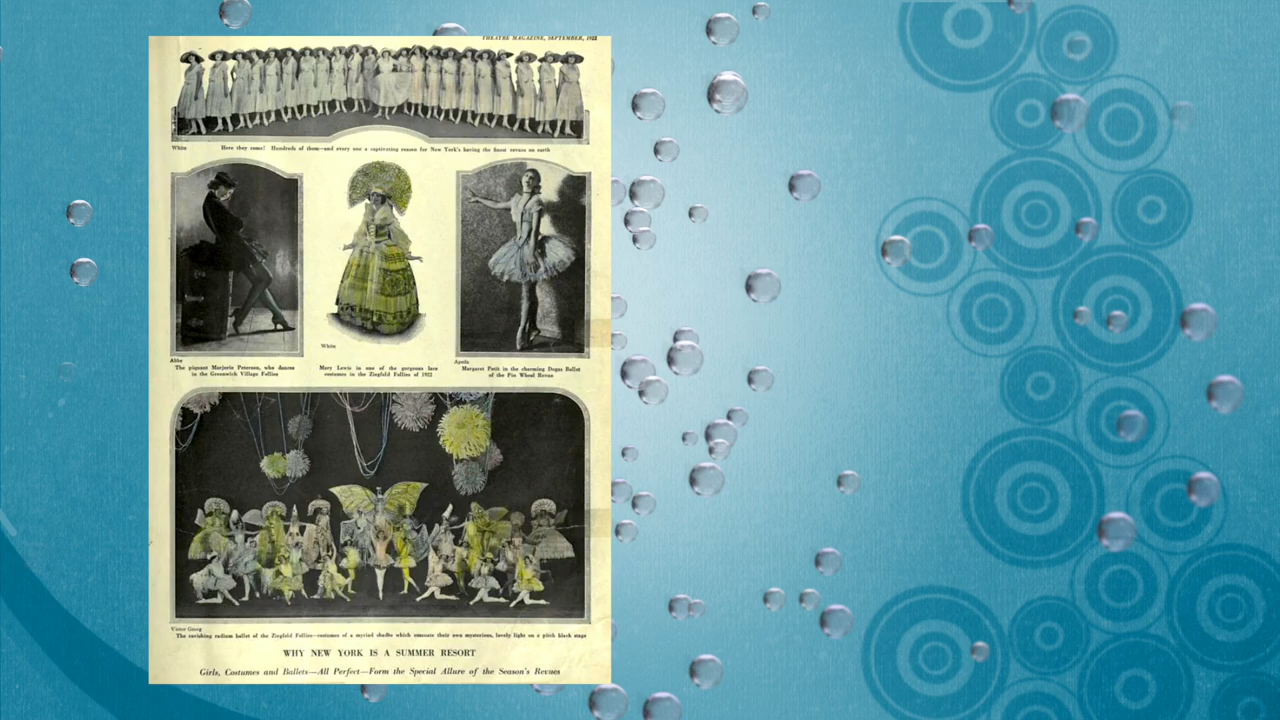 THEATRE MAGAZINE, SEPTEMBER, 1922
White
Here they come! Hundreds of them—and every one a captivating reason for New York's having the finest revues on earth
Abbe
The piquant Marjorie Petersen, who dances
in the Greenwich Village Follies
White
Mary Lewis in one of the gorgeous lace
costumes in the Ziegfeld Follies of 1922
Apeda
Margaret Petit in the charming Degas Ballet
of the Pin Wheel Revue
Victor Georg
The ravishing radium ballet of the Ziegfeld Follies—costumes of a myriad shades which emanate their own mysterious, lovely light on a pitch black stage
WHY NEW YORK IS A SUMMER RESORT
Girls, Costumes and Ballets—All Perfect—Form the Special Allure of the Season's Revues